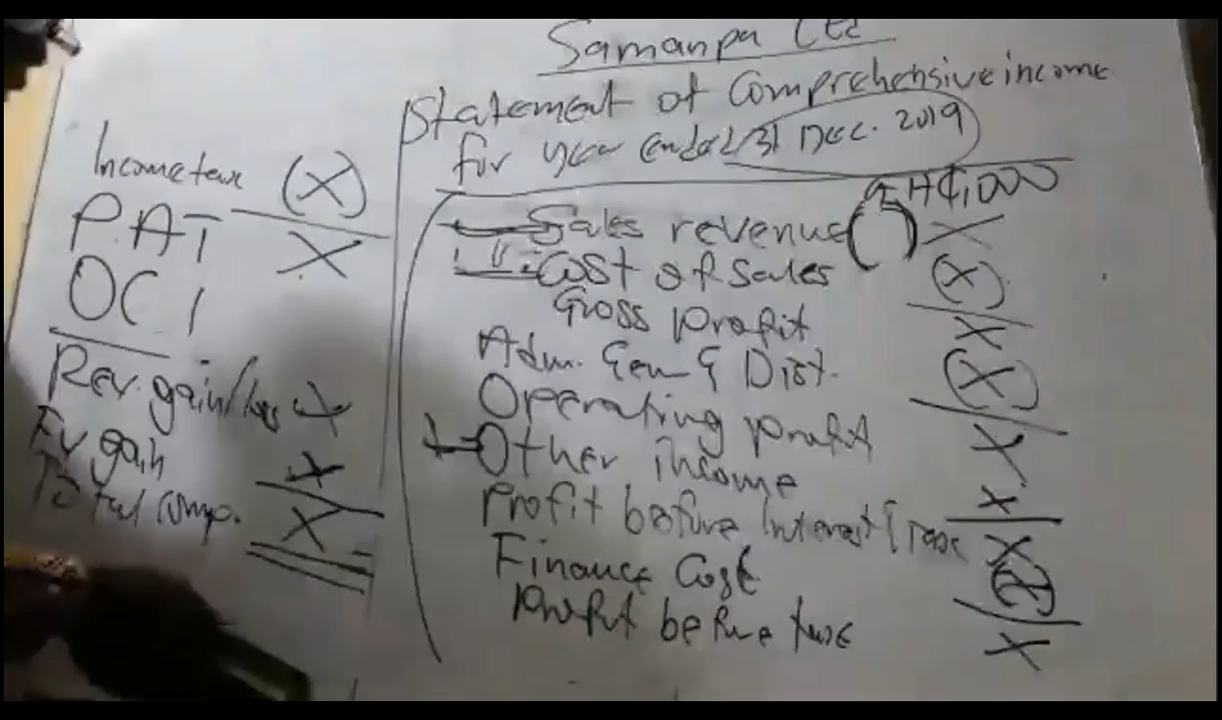 Samanpa Ltd
Statement of Comprehensive income
for year ended 31 Dec. 2019
GH₵'000
Sales revenue ( ) X
Cost of Sales (X)
Gross profit X
Adm. Gen & Dist. (X)
Operating profit X
Other income X
Profit before Interest & Tax X
Finance Cost (X)
Profit before tax X
Income tax (X)
PAT X
OCI
Rev. gain/loss X
Fv gain X
Total Comp. X